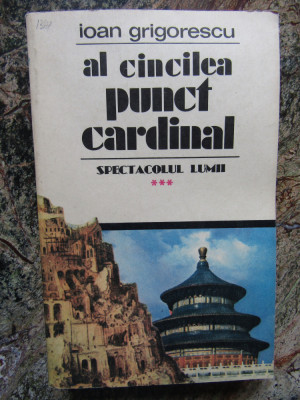 ioan grigorescu
al cincilea
punct
cardinal
SPECTACOLUL LUMII
***